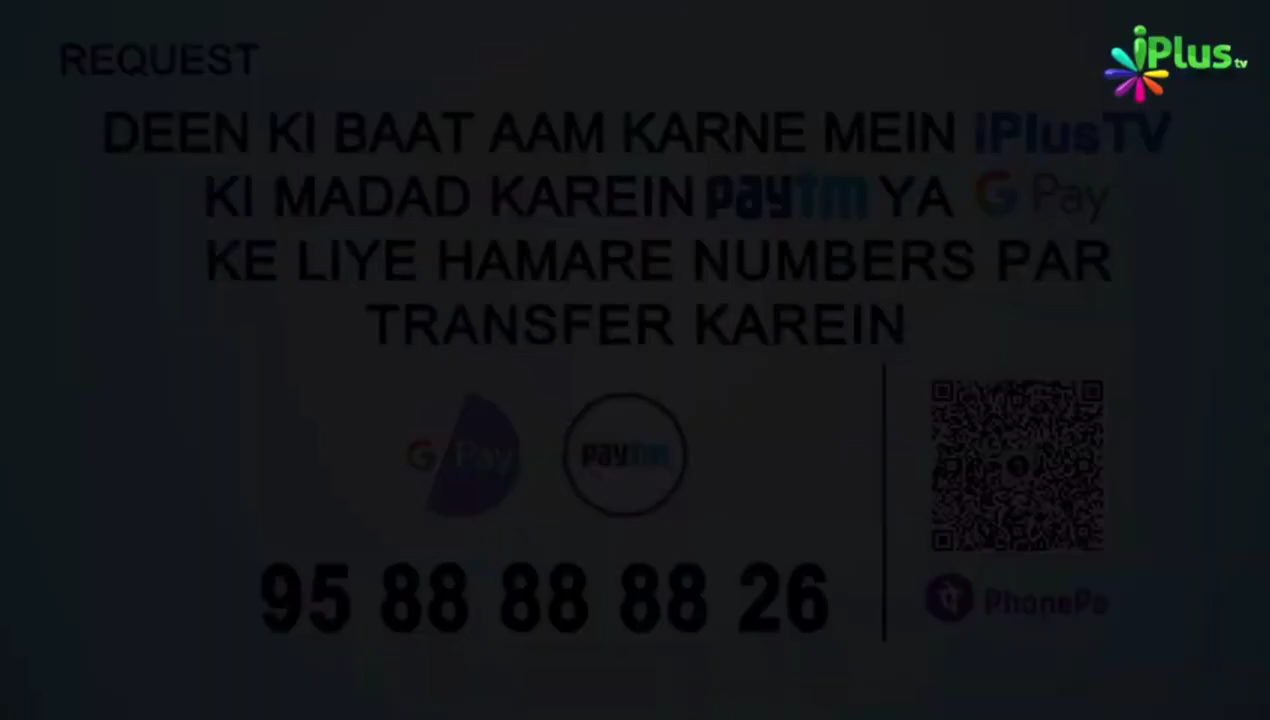 iPlus tv
REQUEST
DEEN KI BAAT AAM KARNE MEIN iPlusTV
KI MADAD KAREIN paytm YA G Pay
KE LIYE HAMARE NUMBERS PAR
TRANSFER KAREIN
G Pay paytm
95 88 88 88 26
PhonePe